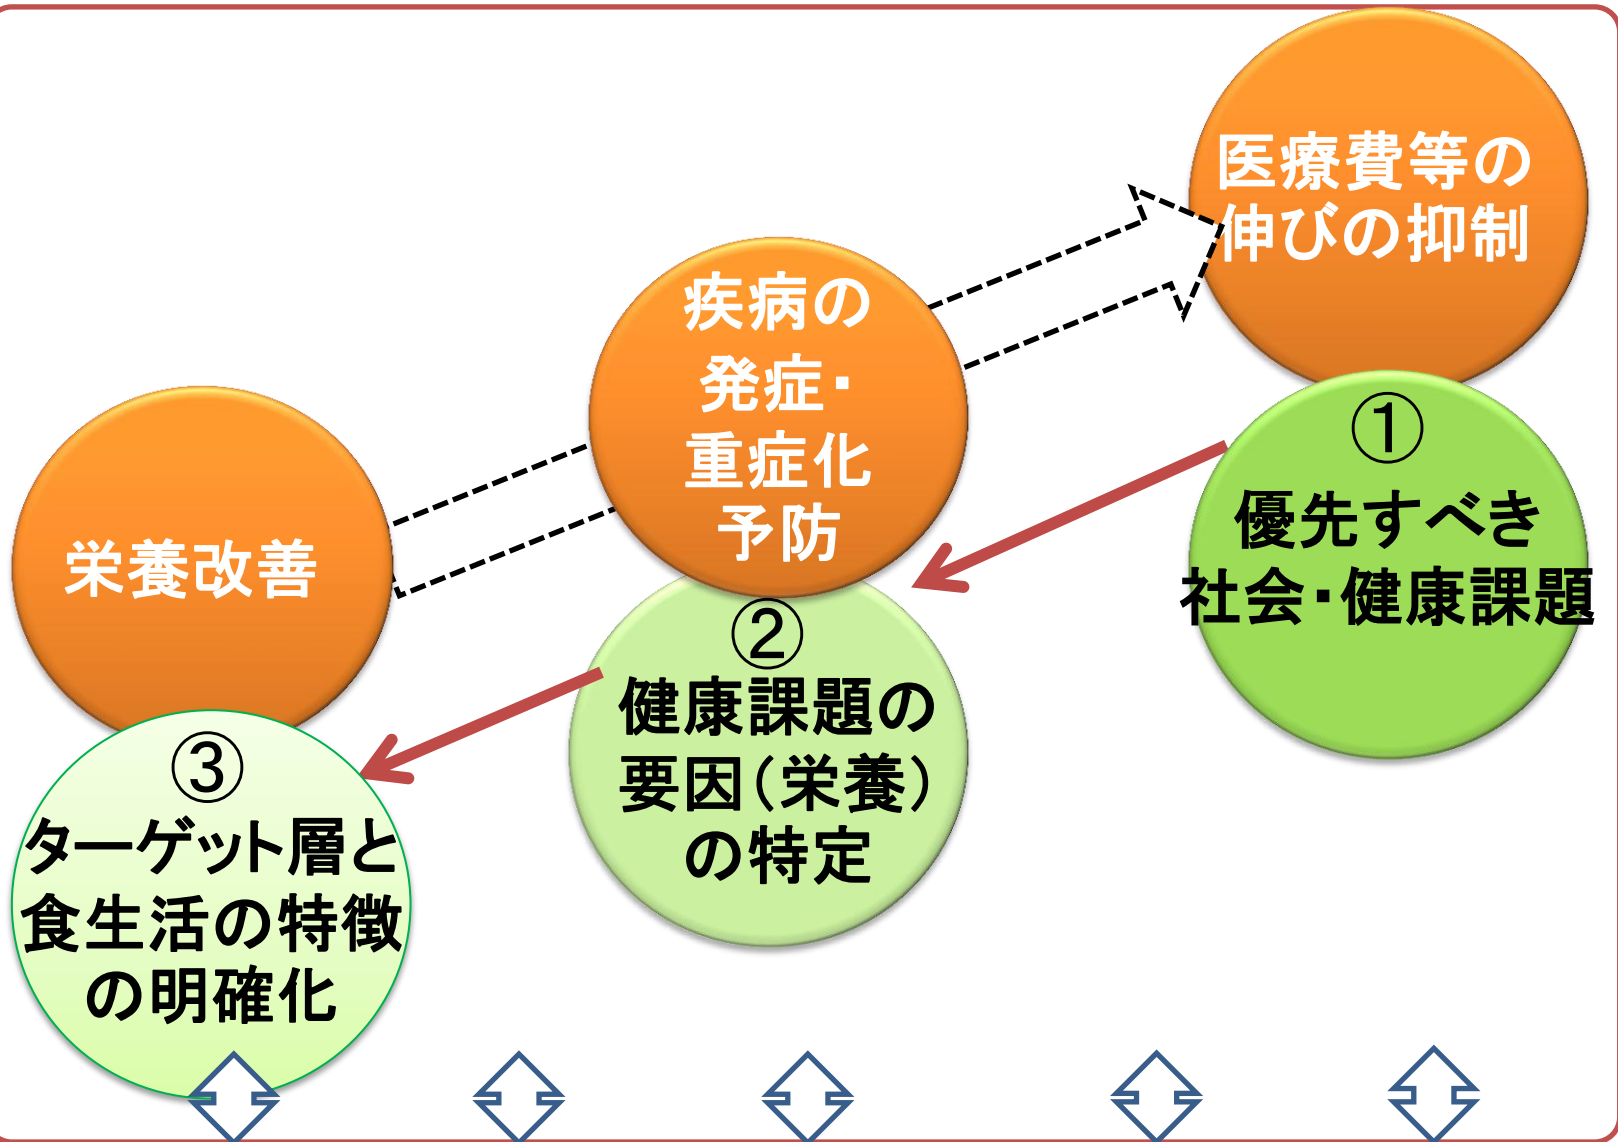 医療費等の
伸びの抑制
疾病の
発症・
重症化
予防
栄養改善
①
優先すべき
社会・健康課題
②
健康課題の
要因（栄養）
の特定
③
ターゲット層と
食生活の特徴
の明確化